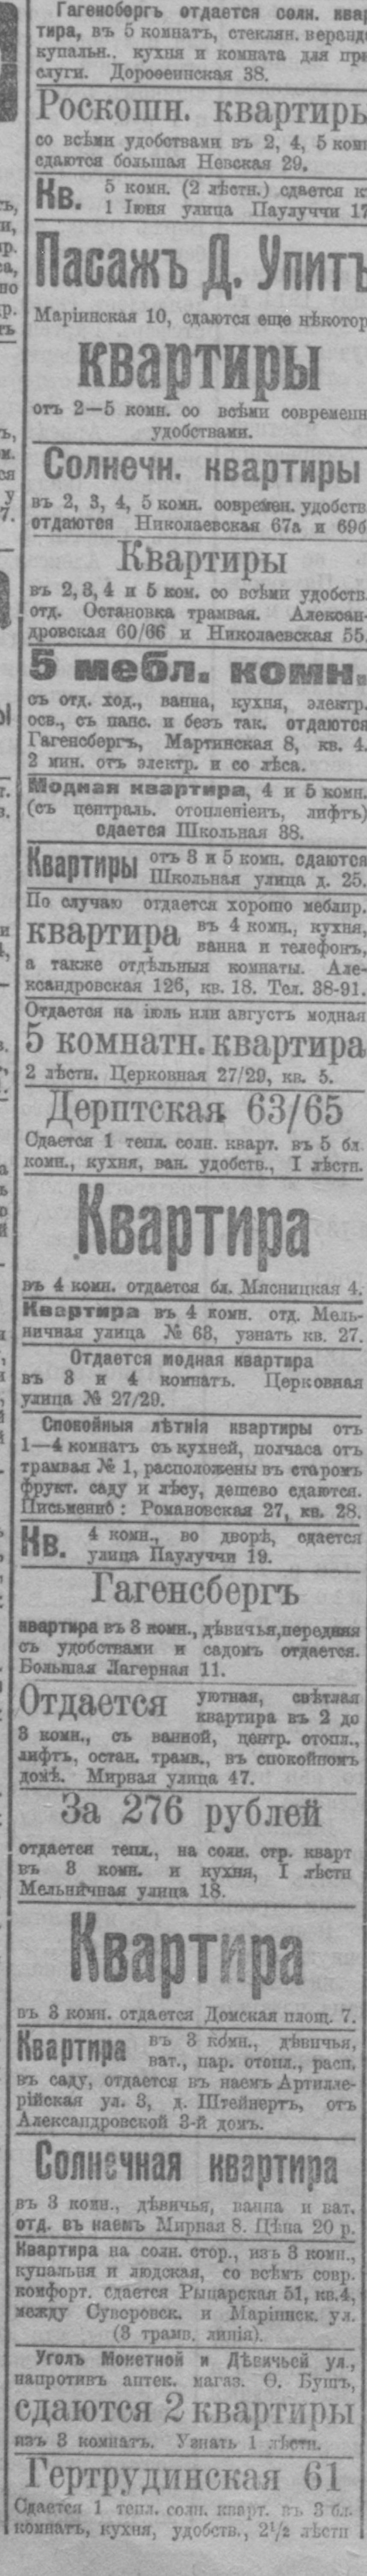 Гагенсбергъ отдается солн. квар
тира, въ 5 комнатъ, стеклян. веранд
купальн., кухня и комната для при
слуги. Дороѳеинская 38.
Роскошн. квартиры
со всѣми удобствами въ 2, 4, 5 комн
сдаются большая Невская 29.
Кв. 5 комн. (2 лѣстн.) сдается к
1 Іюня улица Паулуччи 17
Пасажъ Д. Упитъ
Маріинская 10, сдаются еще нѣкотор
квартиры
отъ 2—5 комн. со всѣми современн
удобствами.
Солнечн. квартиры
въ 2, 3, 4, 5 комн. современ. удобств
отдаются Николаевская 67а и 69б
Квартиры
въ 2, 3, 4 и 5 ком. со всѣми удобств.
отд. Остановка трамвая. Алексан-
дровская 60/66 и Николаевская 55.
5 мебл. комн.
съ отд. ход., ванна, кухня, электр.
осв., съ панс. и безъ так. отдаются
Гагенсбергъ, Мартинская 8, кв. 4.
2 мин. отъ электр. и со лѣса.
Модная квартира, 4 и 5 комн.
(съ централь. отопленіемъ, лифтъ)
сдается Школьная 38.
Квартиры отъ 3 и 5 комн. сдаются
Школьная улица д. 25.
По случаю отдается хорошо меблир.
квартира въ 4 комн., кухня,
ванна и телефонъ,
а также отдѣльныя комнаты. Але-
ксандровская 126, кв. 18. Тел. 38-91.
Отдается на іюль или августъ модная
5 комнатн. квартира
2 лѣстн. Церковная 27/29, кв. 5.
Дерптская 63/65
Сдается 1 тепл. солн. кварт. въ 5 бл.
комн., кухня, ван. удобств., I лѣстн.
Квартира
въ 4 комн. отдается бл. Мясницкая 4.
Квартира въ 4 комн. отд. Мель-
ничная улица № 63, узнать кв. 27.
Отдается модная квартира
въ 3 и 4 комнатъ. Церковная
улица № 27/29.
Спокойныя лѣтнія квартиры отъ
1—4 комнатъ съ кухней, полчаса отъ
трамвая № 1, расположены въ старомъ
фрукт. саду и лѣсу, дешево сдаются.
Письменно: Романовская 27, кв. 28.
Кв. 4 комн., во дворѣ, сдается
улица Паулуччи 19.
Гагенсбергъ
квартира въ 3 комн., дѣвичья, передняя
съ удобствами и садомъ отдается.
Большая Лагерная 11.
Отдается уютная, свѣтлая
квартира въ 2 до
3 комн., съ ванной, центр. отопл.,
лифтъ, остан. трамв., въ спокойномъ
домѣ. Мирная улица 47.
За 276 рублей
отдается тепл., на солн. стр. кварт
въ 3 комн. и кухня, I лѣстн
Мельничная улица 18.
Квартира
въ 3 комн. отдается Домская площ. 7.
Квартира въ 3 комн., дѣвичья,
ват., пар. отопл., расп.
въ саду, отдается въ наемъ Артилле-
рійская ул. 3, д. Штейнертъ, отъ
Александровской 3-й домъ.
Солнечная квартира
въ 3 комн., дѣвичья, ванна и ват.
отд. въ наемъ Мирная 8. Цѣна 20 р.
Квартира на солн. стор., изъ 3 комн.,
купальня и людская, со всѣмъ совр.
комфорт. сдается Рыцарская 51, кв.4,
между Суворовск. и Маріинск. ул.
(3 трамв. линія).
Уголъ Монетной и Дѣвичьей ул.,
напротивъ аптек. магаз. Ѳ. Бушъ,
сдаются 2 квартиры
изъ 3 комнатъ. Узнать 1 лѣстн.
Гертрудинская 61
Сдается 1 тепл. солн. кварт. въ 3 бл.
комнатъ, кухня, удобств., 2½ лѣстн